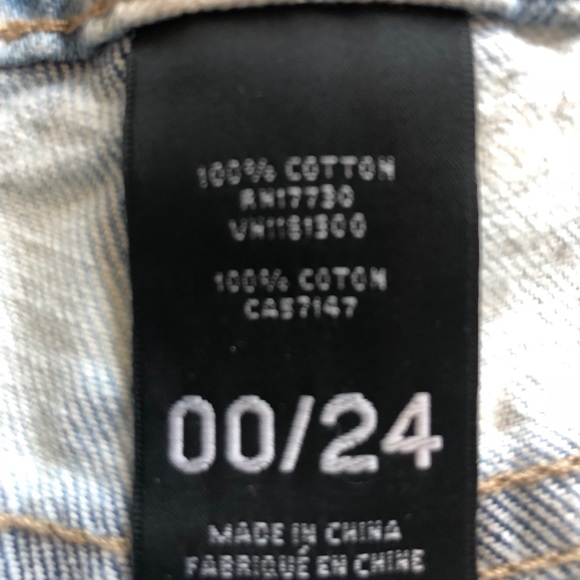 100% COTTON
RN17730
VN1161300
100% COTON
CA57147
00/24
MADE IN CHINA
FABRIQUÉ EN CHINE